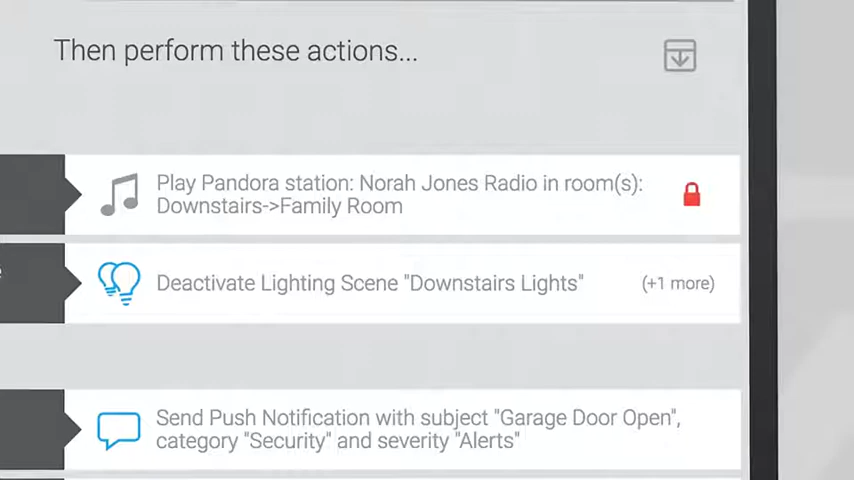 Then perform these actions...
Play Pandora station: Norah Jones Radio in room(s):
Downstairs->Family Room
Deactivate Lighting Scene "Downstairs Lights"
(+1 more)
Send Push Notification with subject "Garage Door Open",
category "Security" and severity "Alerts"